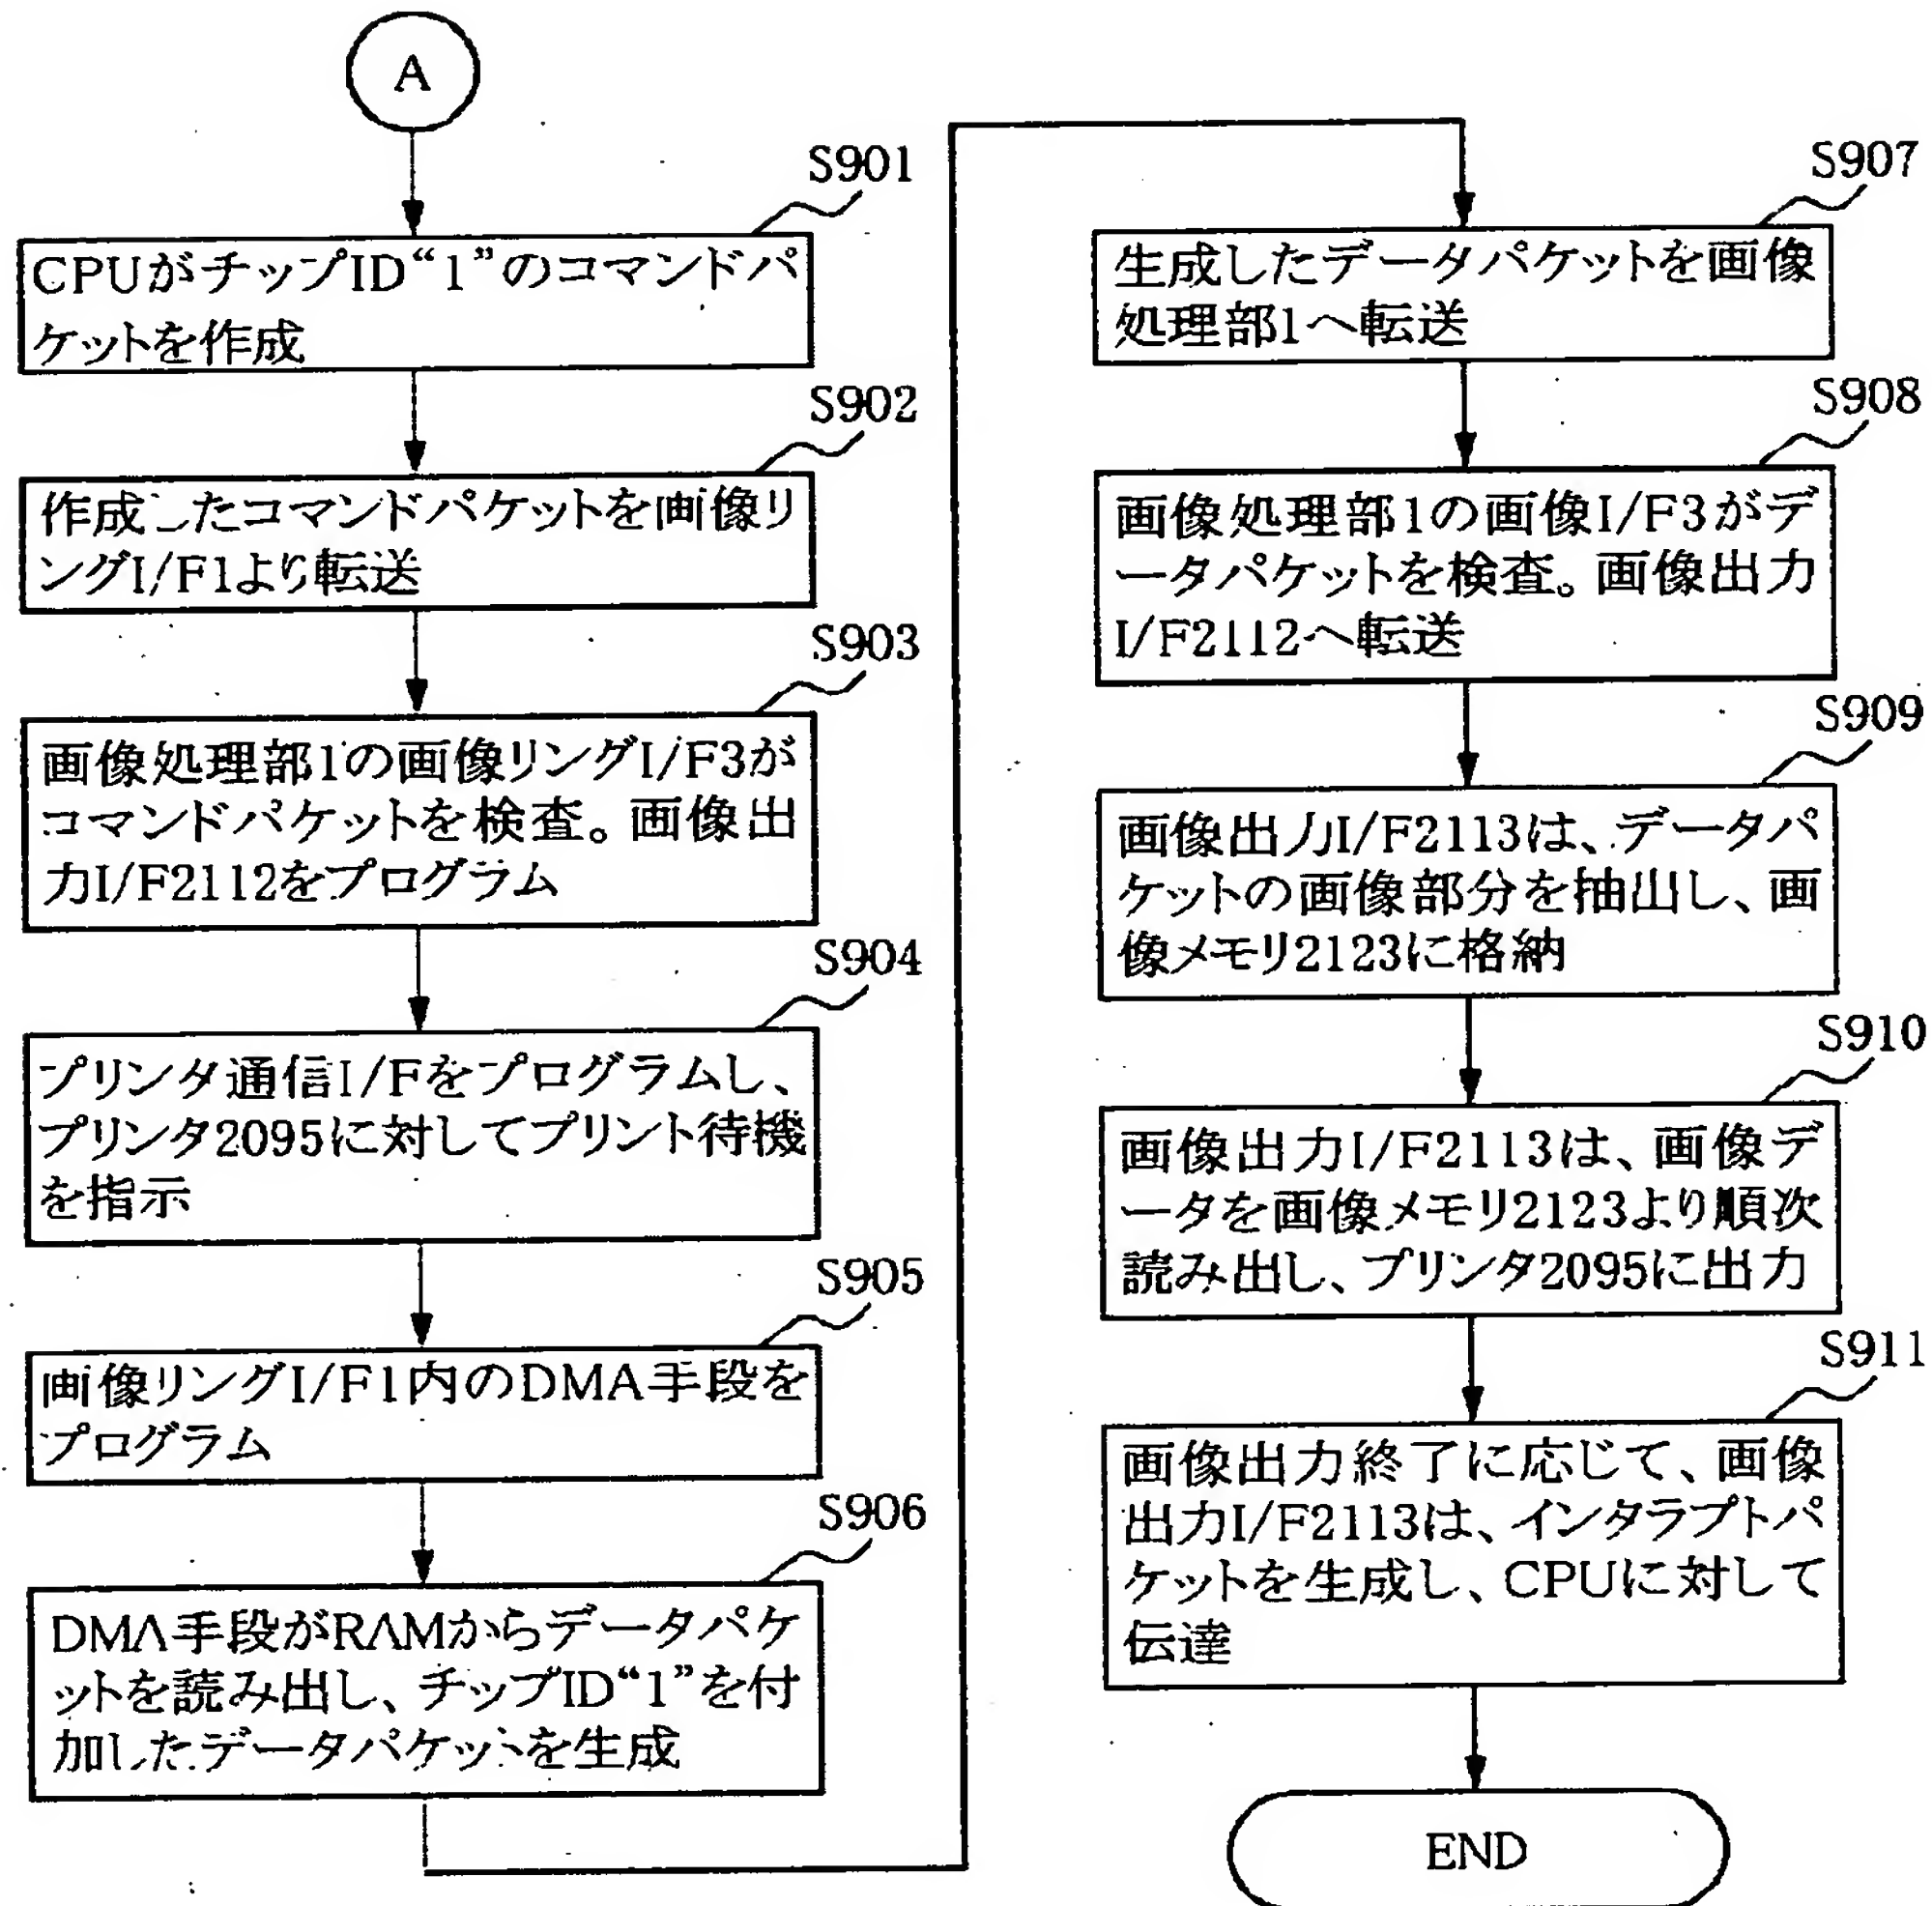 A
S901
CPUがチップID“1”のコマンドパ
ケットを作成
S902
作成したコマンドパケットを画像リ
ングI/F1より転送
S903
画像処理部1の画像リングI/F3が
コマンドパケットを検査。画像出
力I/F2112をプログラム
S904
プリンタ通信I/Fをプログラムし、
プリンタ2095に対してプリント待機
を指示
S905
画像リングI/F1内のDMA手段を
プログラム
S906
DMA手段がRAMからデータパケ
ットを読み出し、チップID“1”を付
加したデータパケットを生成
S907
生成したデータパケットを画像
処理部1へ転送
S908
画像処理部1の画像I/F3がデ
ータパケットを検査。画像出力
I/F2112へ転送
S909
画像出力I/F2113は、データパ
ケットの画像部分を抽出し、画
像メモリ2123に格納
S910
画像出力I/F2113は、画像デ
ータを画像メモリ2123より順次
読み出し、プリンタ2095に出力
S911
画像出力終了に応じて、画像
出力I/F2113は、インタラプトパ
ケットを生成し、CPUに対して
伝達
END